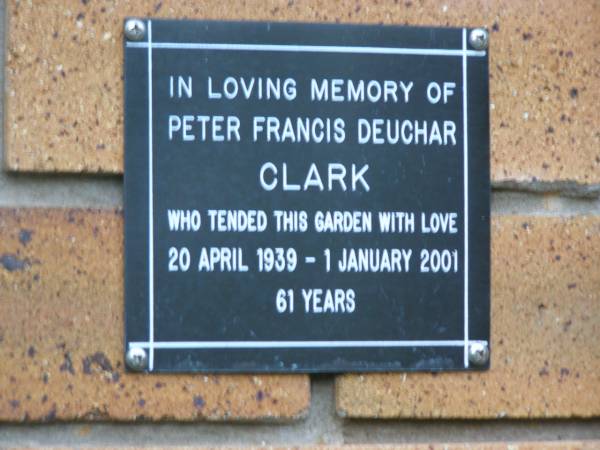 IN LOVING MEMORY OF
PETER FRANCIS DEUCHAR
CLARK
WHO TENDED THIS GARDEN WITH LOVE
20 APRIL 1939 - 1 JANUARY 2001
61 YEARS